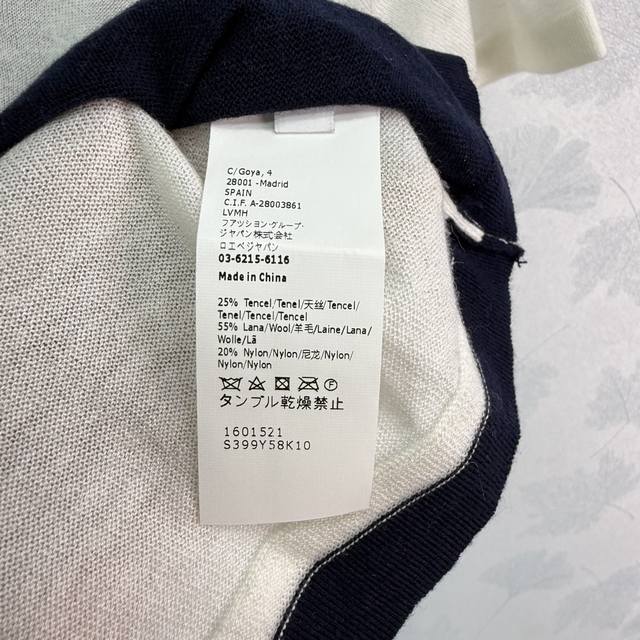 C/Goya, 4
28001 -Madrid
SPAIN
C.I.F. A-28003861
LVMH
ファッション・グループ・
ジャパン株式会社
ロエベジャパン
03-6215-6116
Made in China
25% Tencel/Tenel/天丝/Tencel/
Tenel/Tencel/Tencel
55% Lana/Wool/羊毛/Laine/Lana/
Wolle/Lã
20% Nylon/Nylon/尼龙/Nylon/
Nylon/Nylon
タンブル乾燥禁止
1601521
S399Y58K10